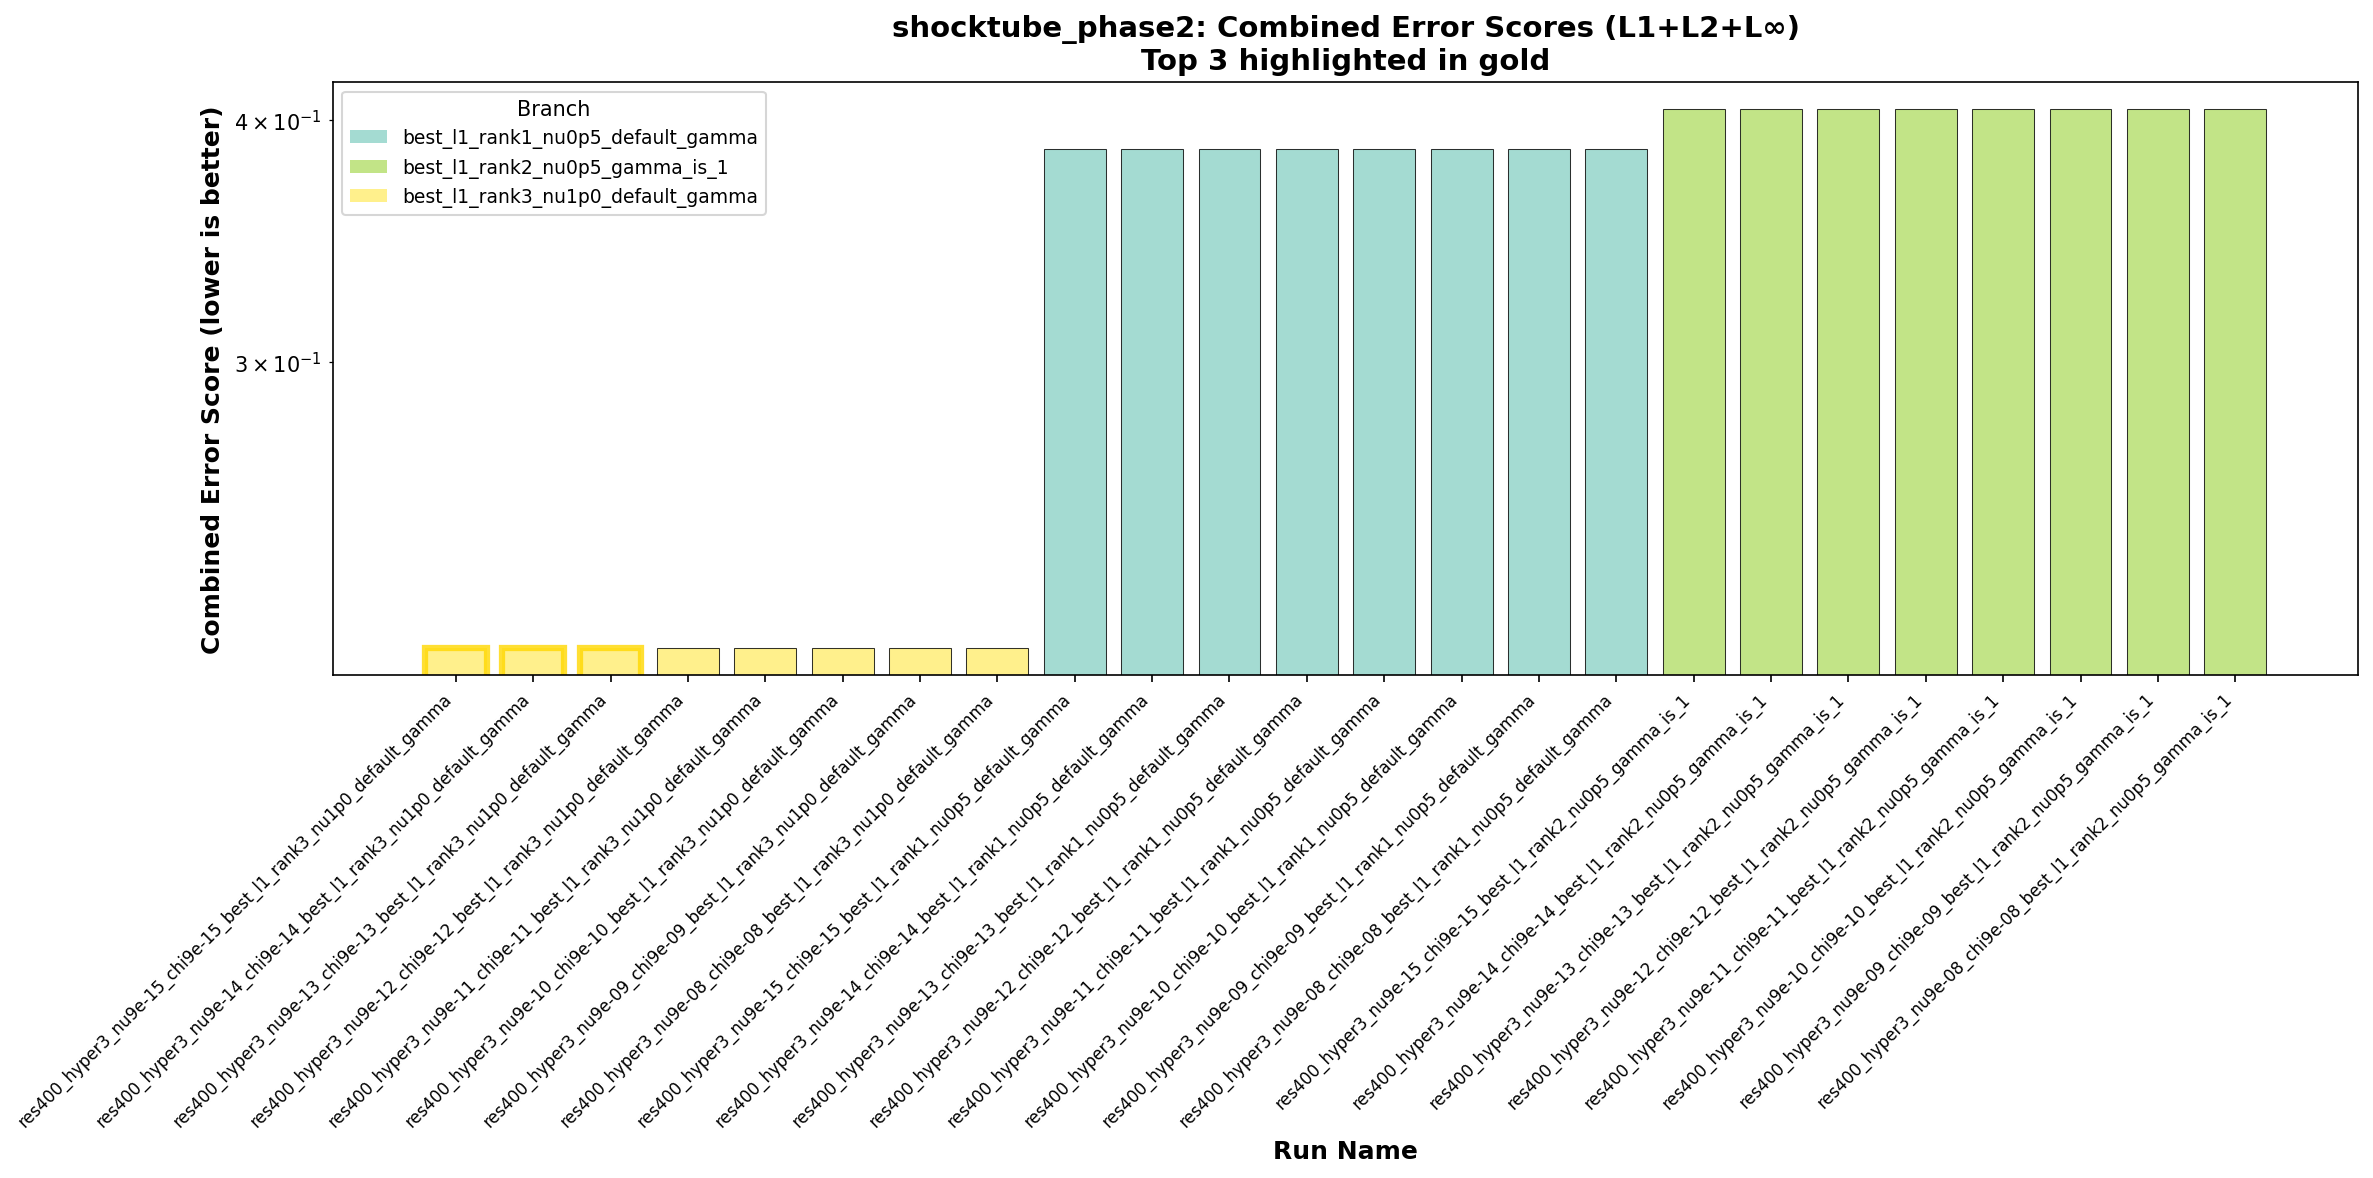 shocktube_phase2: Combined Error Scores (L1+L2+L∞)
Top 3 highlighted in gold
Combined Error Score (lower is better)
4 × 10⁻¹
3 × 10⁻¹
Branch
best_l1_rank1_nu0p5_default_gamma
best_l1_rank2_nu0p5_gamma_is_1
best_l1_rank3_nu1p0_default_gamma
res400_hyper3_nu9e-15_chi9e-15_best_l1_rank3_nu1p0_default_gamma
res400_hyper3_nu9e-14_chi9e-14_best_l1_rank3_nu1p0_default_gamma
res400_hyper3_nu9e-13_chi9e-13_best_l1_rank3_nu1p0_default_gamma
res400_hyper3_nu9e-12_chi9e-12_best_l1_rank3_nu1p0_default_gamma
res400_hyper3_nu9e-11_chi9e-11_best_l1_rank3_nu1p0_default_gamma
res400_hyper3_nu9e-10_chi9e-10_best_l1_rank3_nu1p0_default_gamma
res400_hyper3_nu9e-09_chi9e-09_best_l1_rank3_nu1p0_default_gamma
res400_hyper3_nu9e-08_chi9e-08_best_l1_rank3_nu1p0_default_gamma
res400_hyper3_nu9e-15_chi9e-15_best_l1_rank1_nu0p5_default_gamma
res400_hyper3_nu9e-14_chi9e-14_best_l1_rank1_nu0p5_default_gamma
res400_hyper3_nu9e-13_chi9e-13_best_l1_rank1_nu0p5_default_gamma
res400_hyper3_nu9e-12_chi9e-12_best_l1_rank1_nu0p5_default_gamma
res400_hyper3_nu9e-11_chi9e-11_best_l1_rank1_nu0p5_default_gamma
res400_hyper3_nu9e-10_chi9e-10_best_l1_rank1_nu0p5_default_gamma
res400_hyper3_nu9e-09_chi9e-09_best_l1_rank1_nu0p5_default_gamma
res400_hyper3_nu9e-08_chi9e-08_best_l1_rank1_nu0p5_default_gamma
res400_hyper3_nu9e-15_chi9e-15_best_l1_rank2_nu0p5_gamma_is_1
res400_hyper3_nu9e-14_chi9e-14_best_l1_rank2_nu0p5_gamma_is_1
res400_hyper3_nu9e-13_chi9e-13_best_l1_rank2_nu0p5_gamma_is_1
res400_hyper3_nu9e-12_chi9e-12_best_l1_rank2_nu0p5_gamma_is_1
res400_hyper3_nu9e-11_chi9e-11_best_l1_rank2_nu0p5_gamma_is_1
res400_hyper3_nu9e-10_chi9e-10_best_l1_rank2_nu0p5_gamma_is_1
res400_hyper3_nu9e-09_chi9e-09_best_l1_rank2_nu0p5_gamma_is_1
res400_hyper3_nu9e-08_chi9e-08_best_l1_rank2_nu0p5_gamma_is_1
Run Name